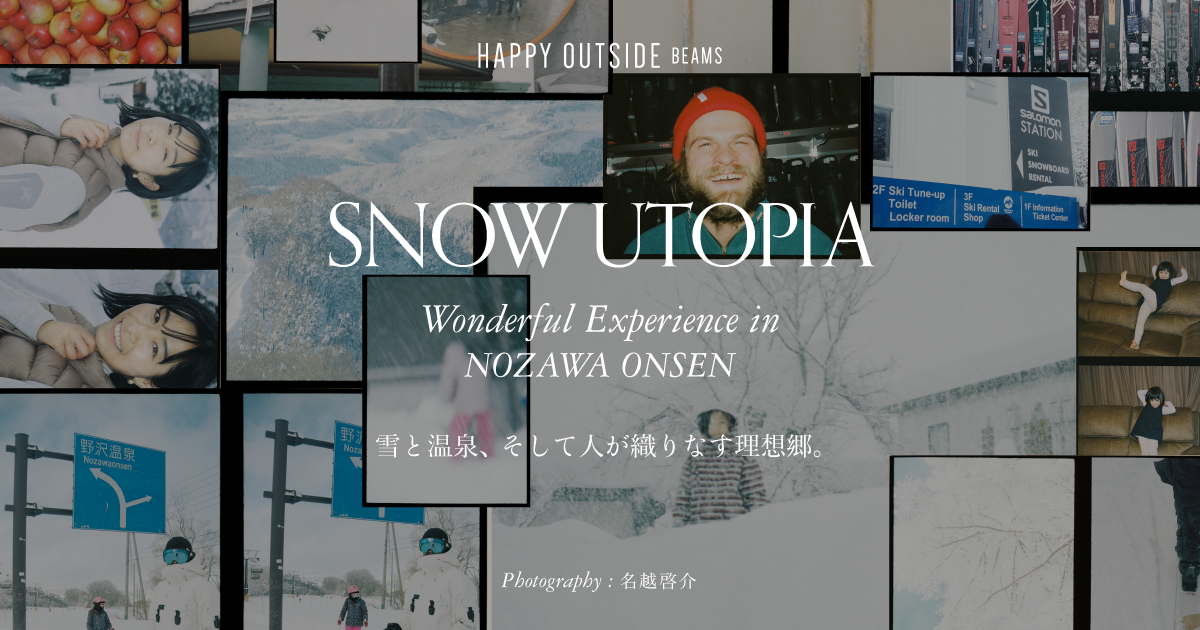 HAPPY OUTSIDE BEAMS
SNOW UTOPIA
Wonderful Experience in
NOZAWA ONSEN
雪と温泉、そして人が織りなす理想郷。
Photography : 名越啓介
salomon
STATION
SKI
SNOWBOARD
RENTAL
2F Ski Tune-up
Toilet
Locker room
3F
Ski Rental
Shop
1F Information
Ticket Center
野沢温泉
Nozawaonsen
野沢